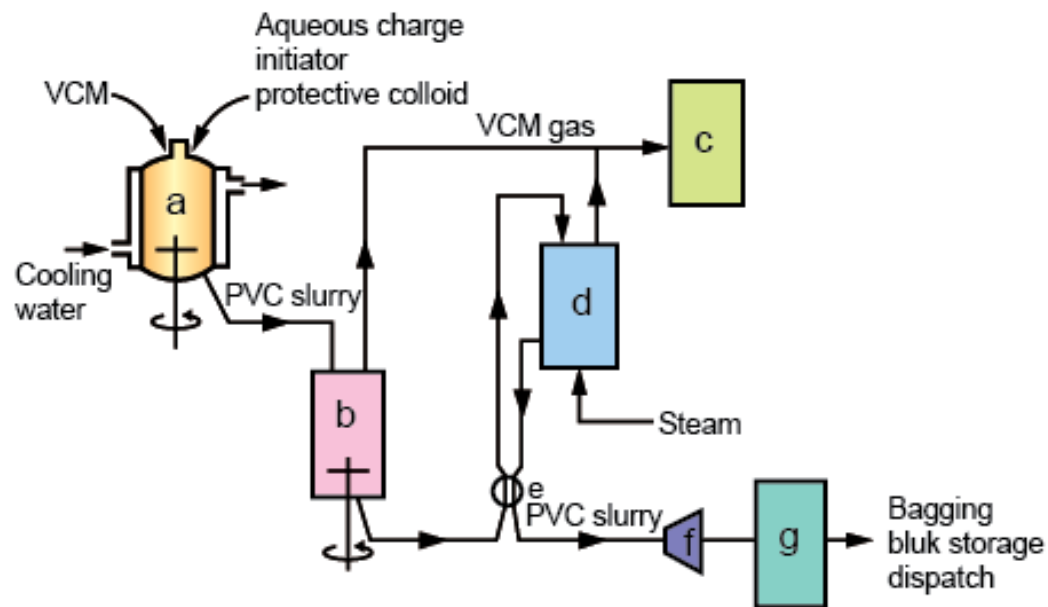 Aqueous charge
initiator
protective colloid
VCM
VCM gas
c
a
Cooling
water
PVC slurry
d
b
Steam
e
PVC slurry
f
g
Bagging
bluk storage
dispatch